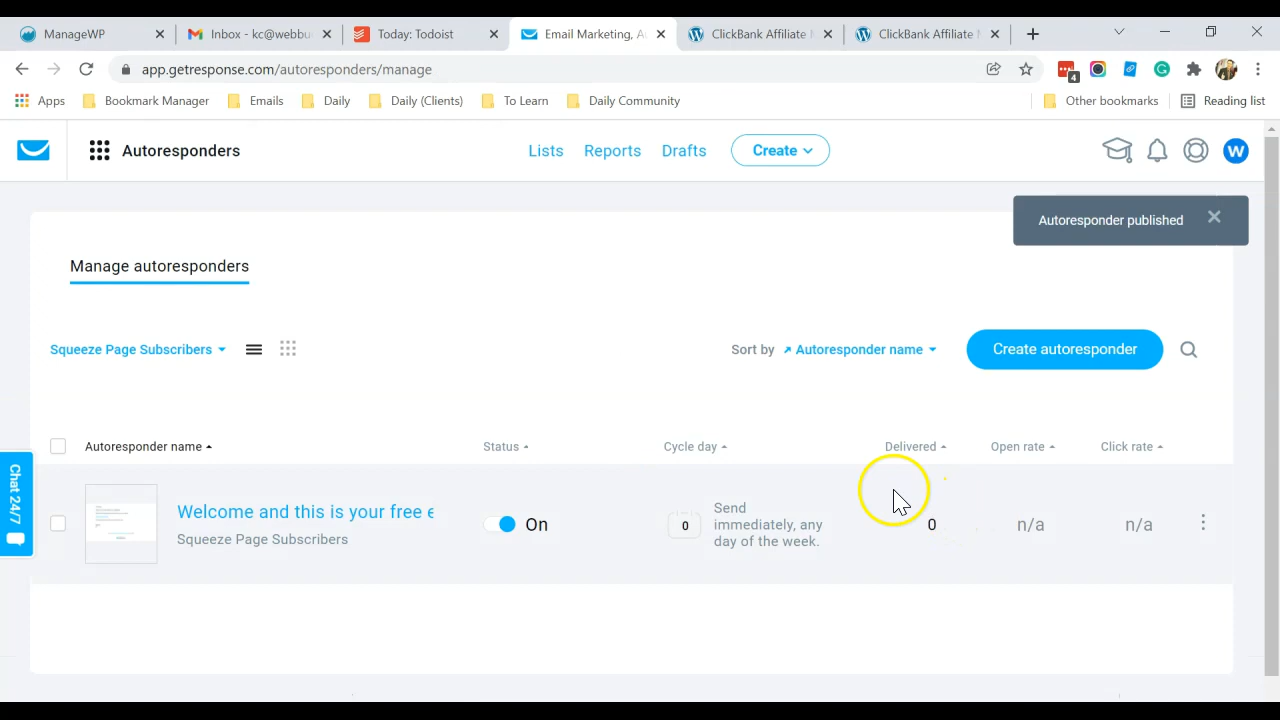 ManageWP
Inbox - kc@webbu
Today: Todoist
Email Marketing, A
ClickBank Affiliate
ClickBank Affiliate
app.getresponse.com/autoresponders/manage
4
Apps
Bookmark Manager
Emails
Daily
Daily (Clients)
To Learn
Daily Community
Other bookmarks
Reading list
Autoresponders
Lists
Reports
Drafts
Create
W
Autoresponder published
Manage autoresponders
Squeeze Page Subscribers
Sort by
Autoresponder name
Create autoresponder
Autoresponder name
Status
Cycle day
Delivered
Open rate
Click rate
Chat 24/7
Welcome and this is your free e
Squeeze Page Subscribers
On
0
Send
immediately, any
day of the week.
0
n/a
n/a